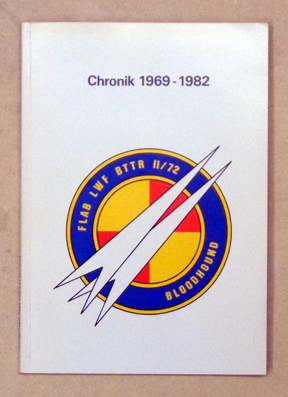 Chronik 1969-1982
FLAB LWF BTTR II/72
BLOODHOUND